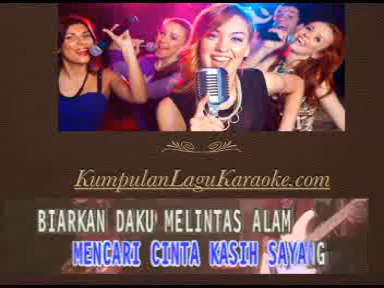 KumpulanLaguKaraoke.com
BIARKAN DAKU MELINTAS ALAM
MENCARI CINTA KASIH SAYANG